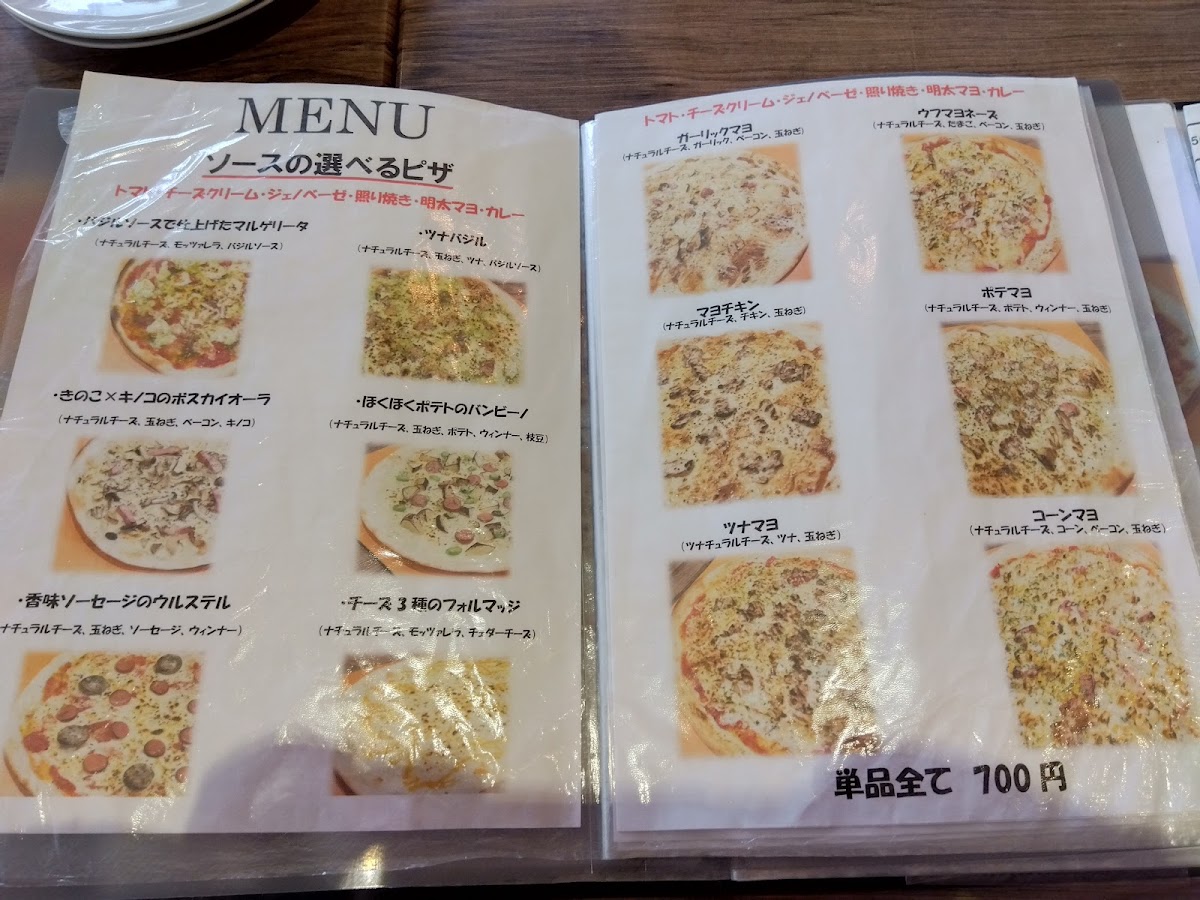 MENU
ソースの選べるピザ
トマト・チーズクリーム・ジェノベーゼ・照り焼き・明太マヨ・カレー
・バジルソースで仕上げたマルゲリータ
(ナチュラルチーズ、モッツァレラ、バジルソース)
・ツナバジル
(ナチュラルチーズ、玉ねぎ、ツナ、バジルソース)
・きのこ×キノコのボスカイオーラ
(ナチュラルチーズ、玉ねぎ、ベーコン、キノコ)
・ほくほくポテトのバンビーノ
(ナチュラルチーズ、玉ねぎ、ポテト、ウィンナー、枝豆)
・香味ソーセージのウルステル
ナチュラルチーズ、玉ねぎ、ソーセージ、ウィンナー)
・チーズ3種のフォルマッジ
(ナチュラルチーズ、モッツァレラ、チェダーチーズ)
トマト・チーズクリーム・ジェノベーゼ・照り焼き・明太マヨ・カレー
ガーリックマヨ
(ナチュラルチーズ、ガーリック、ベーコン、玉ねぎ)
ウフマヨネーズ
(ナチュラルチーズ、たまご、ベーコン、玉ねぎ)
マヨチキン
(ナチュラルチーズ、チキン、玉ねぎ)
ポテマヨ
(ナチュラルチーズ、ポテト、ウィンナー、玉ねぎ)
ツナマヨ
(ツナチュラルチーズ、ツナ、玉ねぎ)
コーンマヨ
(ナチュラルチーズ、コーン、ベーコン、玉ねぎ)
単品全て 700円